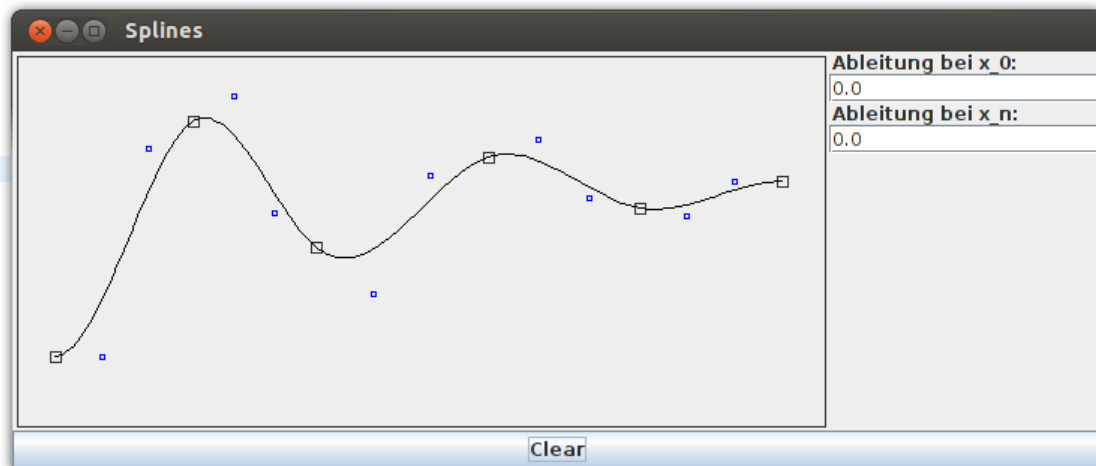 Splines
Ableitung bei x_0:
0.0
Ableitung bei x_n:
0.0
Clear